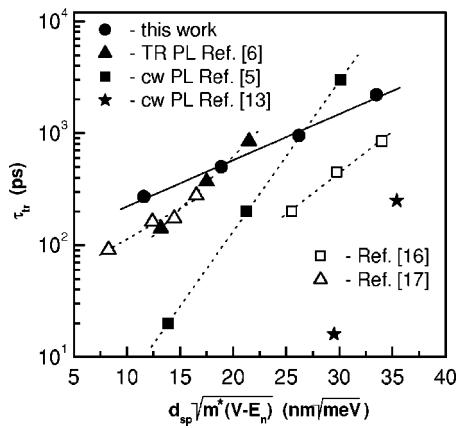 10⁴
● - this work
▲ - TR PL Ref. [6]
■ - cw PL Ref. [5]
★ - cw PL Ref. [13]
10³
τtr (ps)
10²
□ - Ref. [16]
△ - Ref. [17]
10¹
5 10 15 20 25 30 35 40
dsp√m*(V-En) (nm√meV)